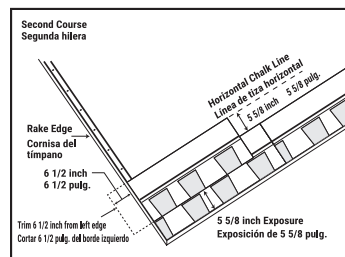 Second Course
Segunda hilera
Horizontal Chalk Line
Línea de tiza horizontal
5 5/8 inch 5 5/8 pulg.
Rake Edge
Cornisa del
tímpano
6 1/2 inch
6 1/2 pulg.
Trim 6 1/2 inch from left edge
Cortar 6 1/2 pulg. del borde izquierdo
5 5/8 inch Exposure
Exposición de 5 5/8 pulg.